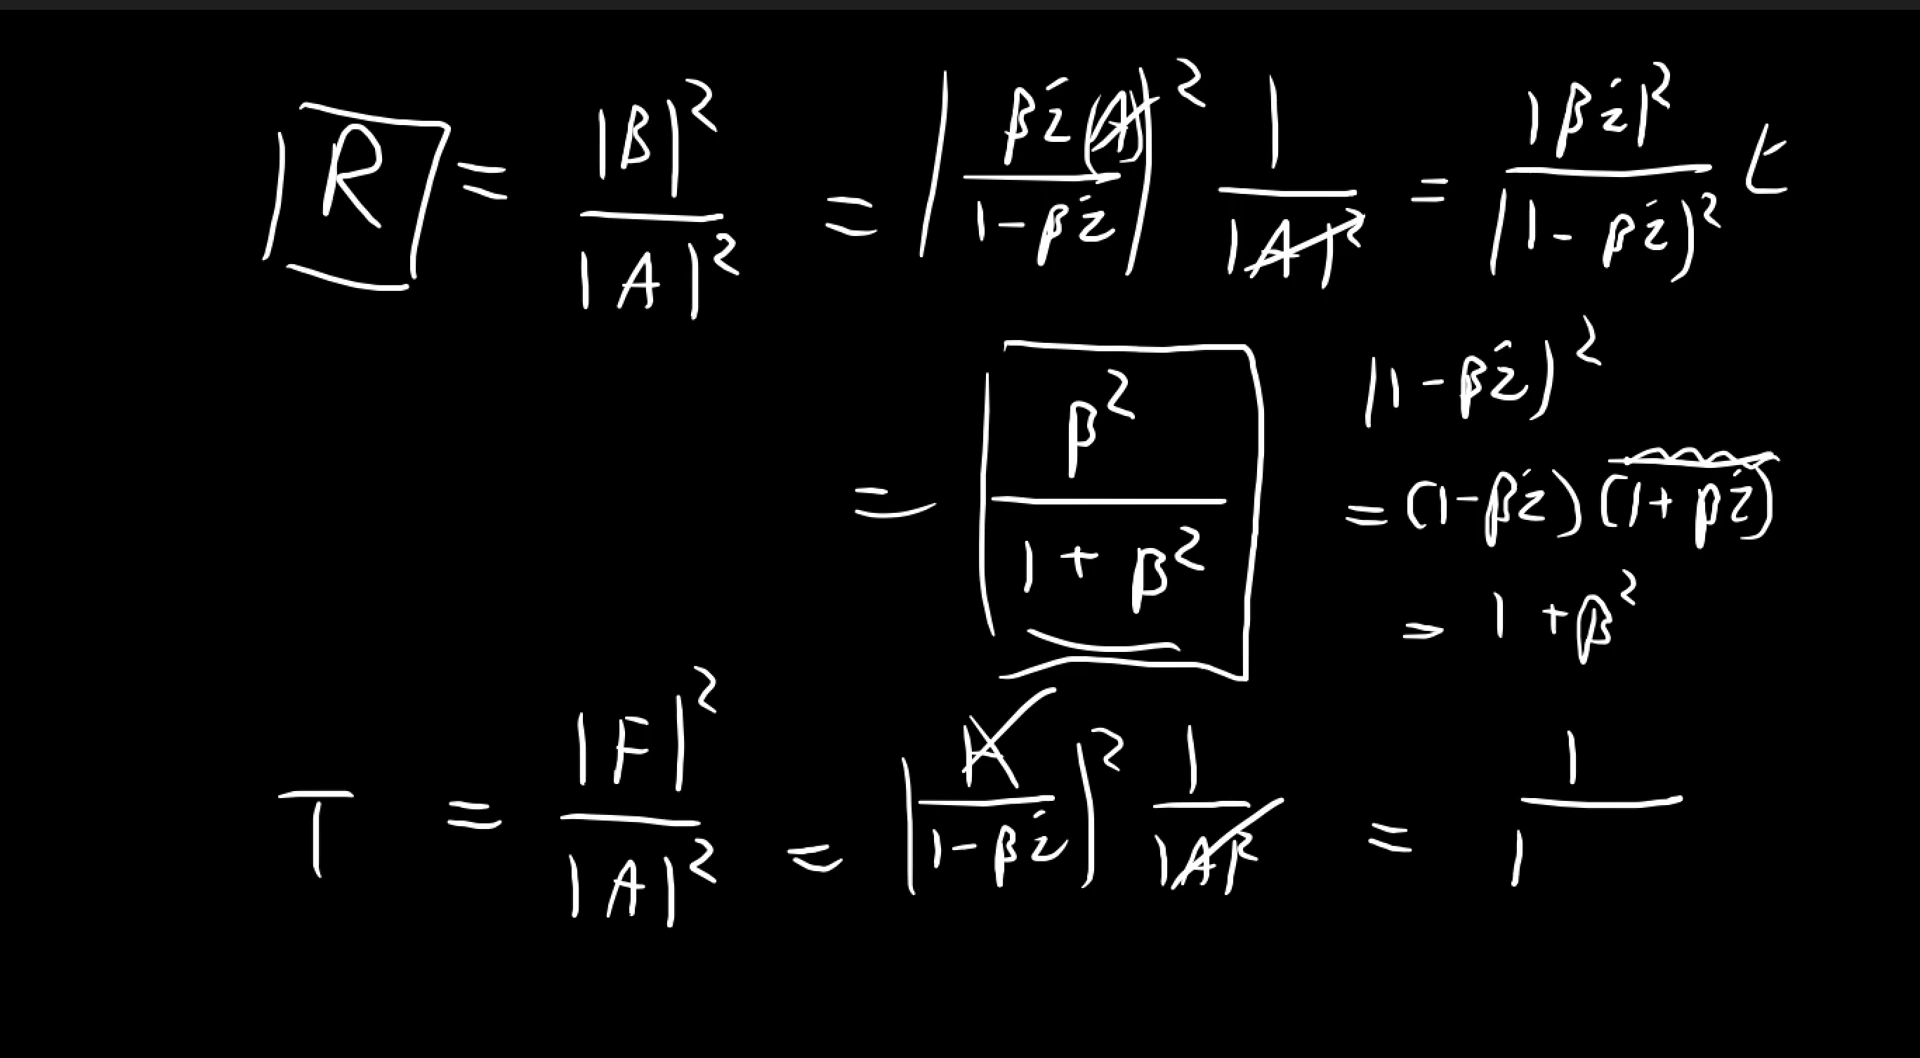 R = |B|² / |A|² = |βi(A) / (1 - βi)|² 1 / |A|² = |βi|² / |1 - βi|² t
= β² / (1 + β²)
|1 - βi|²
= (1 - βi)(1 + βi)
= 1 + β²
T = |F|² / |A|² = |A / (1 - βi)|² 1 / |A|² = 1 / |